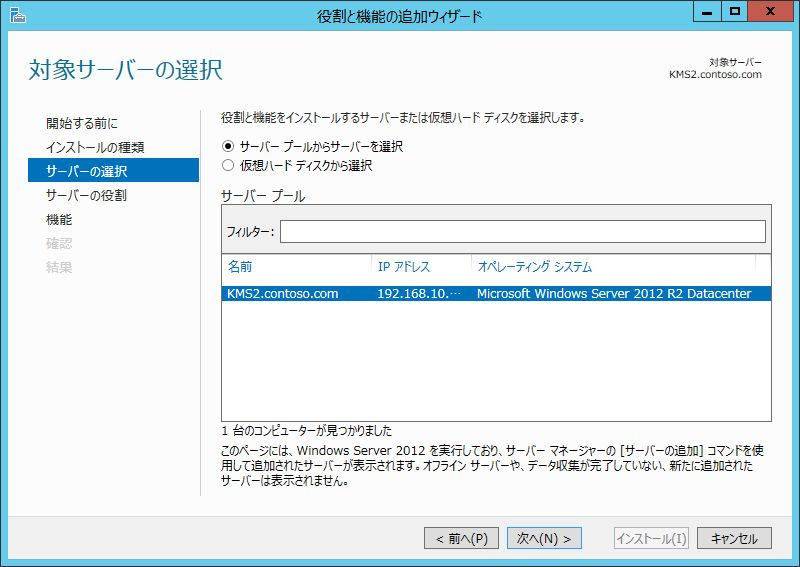 役割と機能の追加ウィザード
対象サーバーの選択
対象サーバー
KMS2.contoso.com
開始する前に
インストールの種類
サーバーの選択
サーバーの役割
機能
確認
結果
役割と機能をインストールするサーバーまたは仮想ハード ディスクを選択します。
サーバー プールからサーバーを選択
仮想ハード ディスクから選択
サーバー プール
フィルター:
名前 IP アドレス オペレーティング システム
KMS2.contoso.com 192.168.10.… Microsoft Windows Server 2012 R2 Datacenter
1 台のコンピューターが見つかりました
このページには、Windows Server 2012 を実行しており、サーバー マネージャーの [サーバーの追加] コマンドを使
用して追加されたサーバーが表示されます。オフライン サーバーや、データ収集が完了していない、新たに追加された
サーバーは表示されません。
< 前へ(P) 次へ(N) > インストール(I) キャンセル